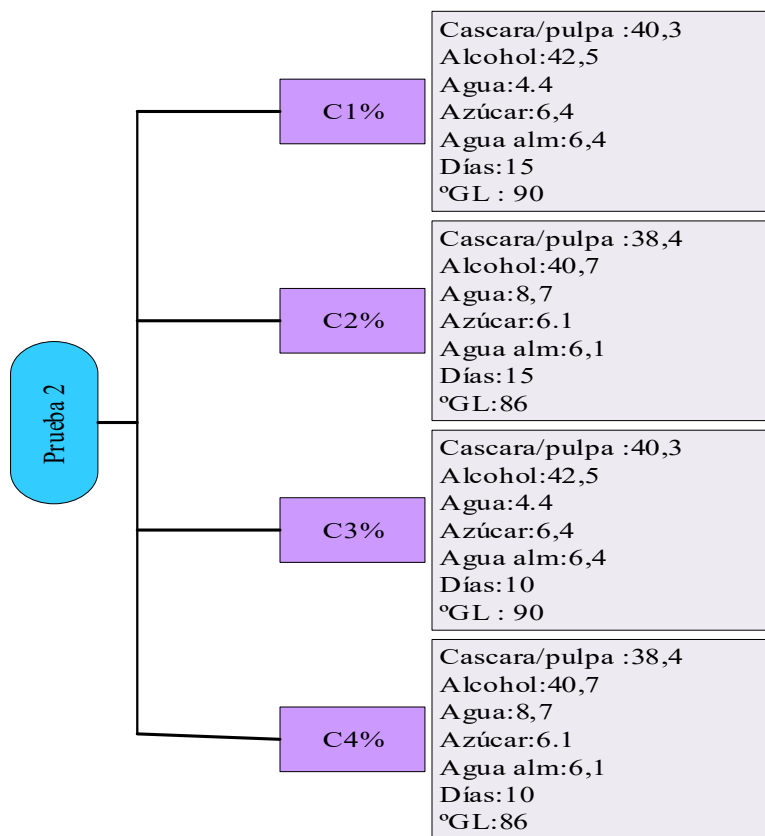 Prueba 2
C1%
Cascara/pulpa :40,3
Alcohol:42,5
Agua:4.4
Azúcar:6,4
Agua alm:6,4
Días:15
ºGL : 90
C2%
Cascara/pulpa :38,4
Alcohol:40,7
Agua:8,7
Azúcar:6.1
Agua alm:6,1
Días:15
ºGL:86
C3%
Cascara/pulpa :40,3
Alcohol:42,5
Agua:4.4
Azúcar:6,4
Agua alm:6,4
Días:10
ºGL : 90
C4%
Cascara/pulpa :38,4
Alcohol:40,7
Agua:8,7
Azúcar:6.1
Agua alm:6,1
Días:10
ºGL:86